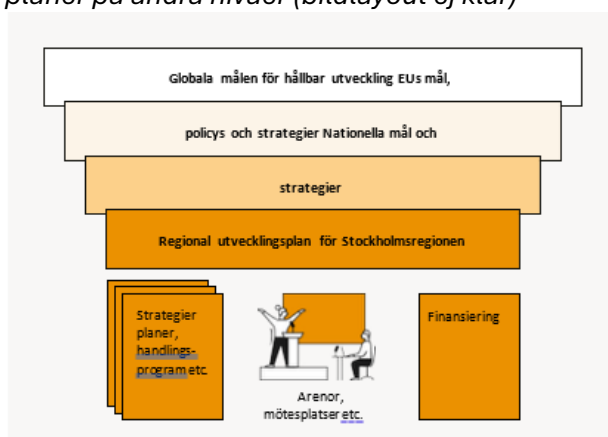 planer på andra nivåer (bildlayout ej klar)
Globala målen för hållbar utveckling EUs mål,
policys och strategier Nationella mål och
strategier
Regional utvecklingsplan för Stockholmsregionen
Strategier
planer,
handlings-
program etc.
Arenor,
mötesplatser etc.
Finansiering